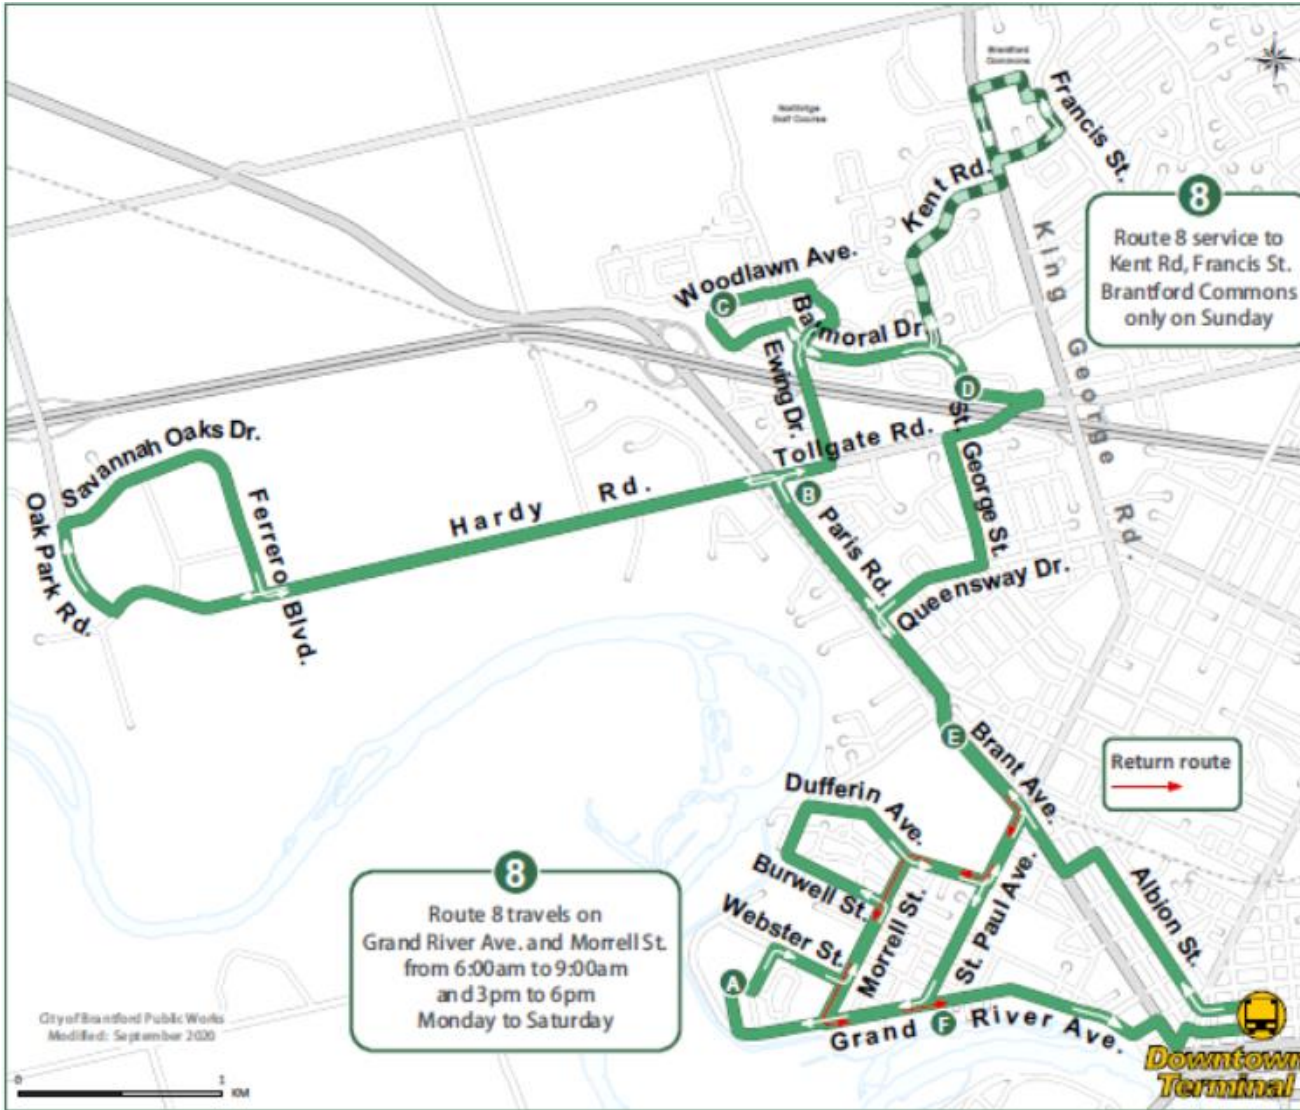 Brantford
Commons
Northridge
Golf Course
Francis St.
Kent Rd.
8
Route 8 service to
Kent Rd, Francis St.
Brantford Commons
only on Sunday
King George Rd.
Woodlawn Ave.
C
Balmoral Dr.
Ewing Dr.
D
St. George St.
Tollgate Rd.
B
Savannah Oaks Dr.
Oak Park Rd.
Ferrero Blvd.
Hardy Rd.
Paris Rd.
Queensway Dr.
E
Brant Ave.
Return route
Dufferin Ave.
Burwell St.
Webster St.
Morrell St.
St. Paul Ave.
Albion St.
A
F
Grand River Ave.
8
Route 8 travels on
Grand River Ave. and Morrell St.
from 6:00am to 9:00am
and 3pm to 6pm
Monday to Saturday
City of Brantford Public Works
Modified: September 2020
0 1 KM
Downtown
Terminal